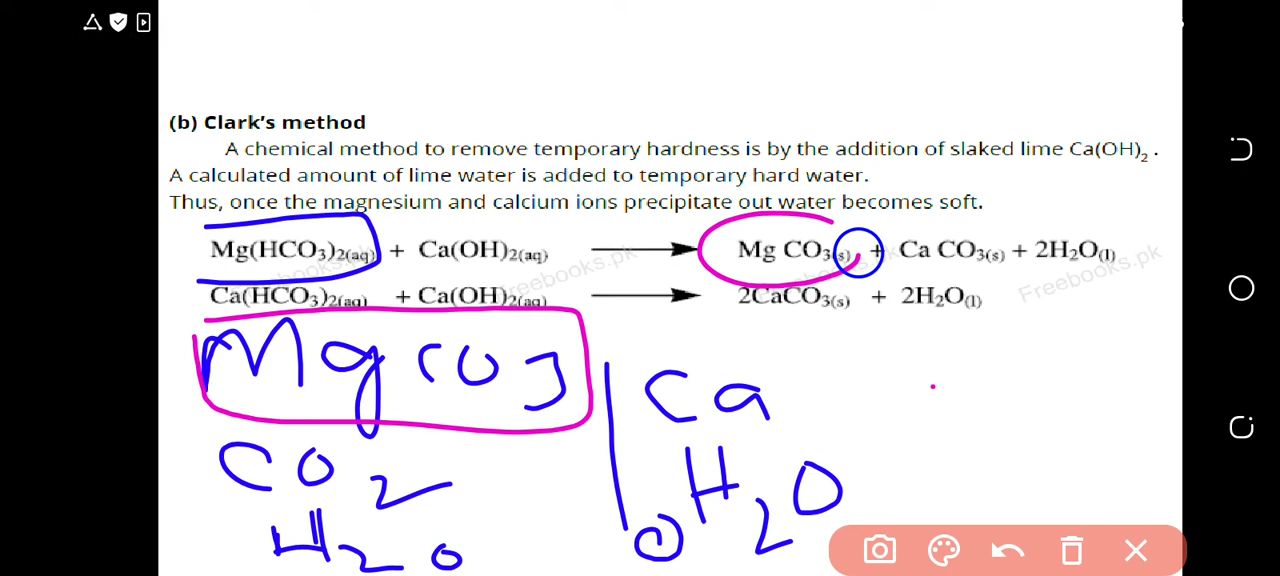 (b) Clark's method
A chemical method to remove temporary hardness is by the addition of slaked lime Ca(OH)₂ .
A calculated amount of lime water is added to temporary hard water.
Thus, once the magnesium and calcium ions precipitate out water becomes soft.
Mg(HCO₃)₂(aq) + Ca(OH)₂(aq) ⟶ Mg CO₃(s) + Ca CO₃(s) + 2H₂O(l)
Ca(HCO₃)₂(aq) + Ca(OH)₂(aq) ⟶ 2CaCO₃(s) + 2H₂O(l)
Freebooks.pk
MgCO3
Ca
CO2
H2O
H2O